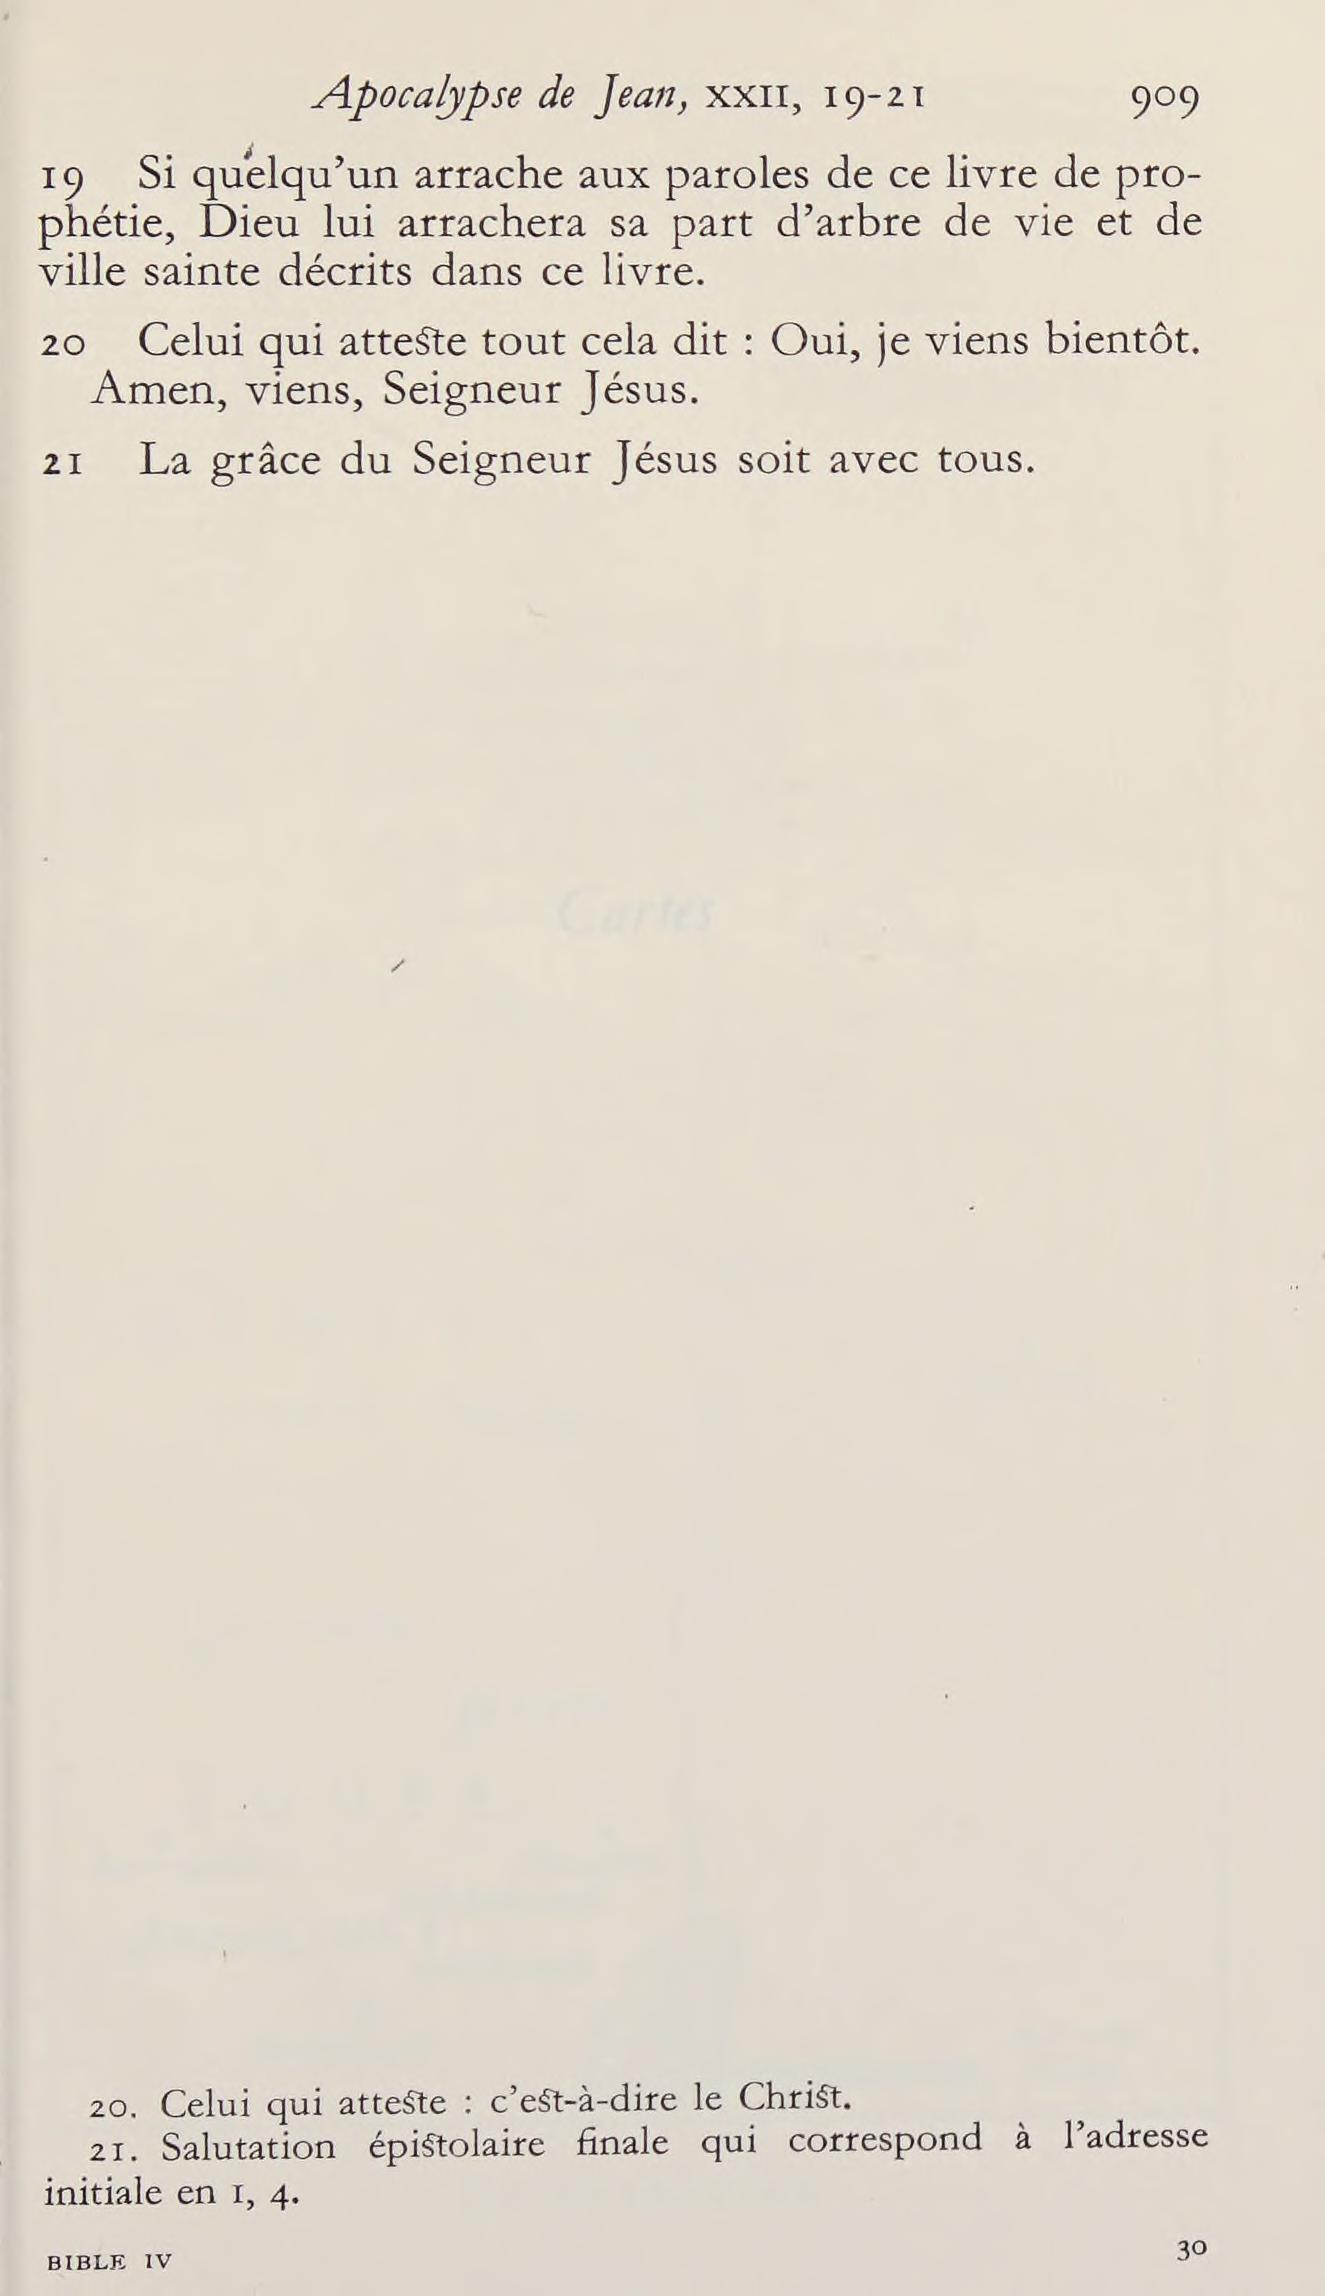 Apocalypse de Jean, XXII, 19-21 909
19 Si quelqu'un arrache aux paroles de ce livre de pro-
phétie, Dieu lui arrachera sa part d'arbre de vie et de
ville sainte décrits dans ce livre.
20 Celui qui atteste tout cela dit : Oui, je viens bientôt.
Amen, viens, Seigneur Jésus.
21 La grâce du Seigneur Jésus soit avec tous.
Cartes
20. Celui qui atteste : c'est-à-dire le Christ.
21. Salutation épistolaire finale qui correspond à l'adresse
initiale en I, 4.
BIBLE IV 30